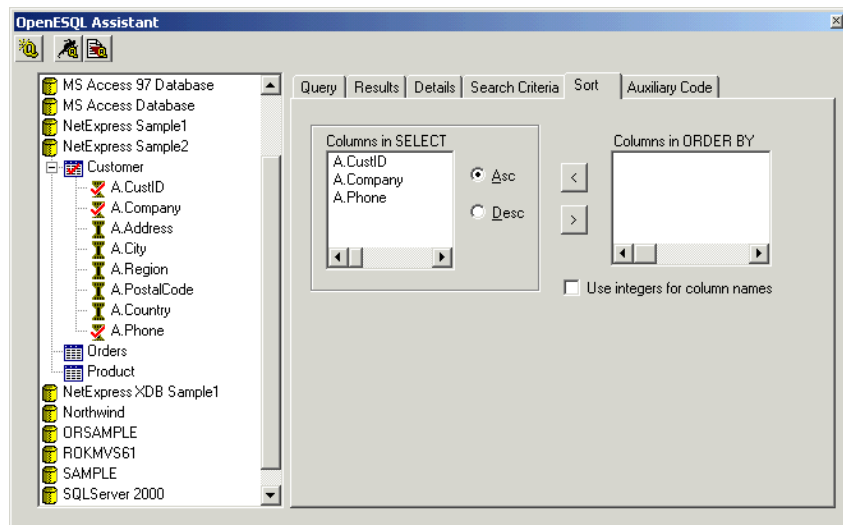 OpenESQL Assistant
MS Access 97 Database
MS Access Database
NetExpress Sample1
NetExpress Sample2
Customer
A.CustID
A.Company
A.Address
A.City
A.Region
A.PostalCode
A.Country
A.Phone
Orders
Product
NetExpress XDB Sample1
Northwind
ORSAMPLE
ROKMVS61
SAMPLE
SQLServer 2000
Query Results Details Search Criteria Sort Auxiliary Code
Columns in SELECT
A.CustID
A.Company
A.Phone
Asc
Desc
<
>
Columns in ORDER BY
Use integers for column names